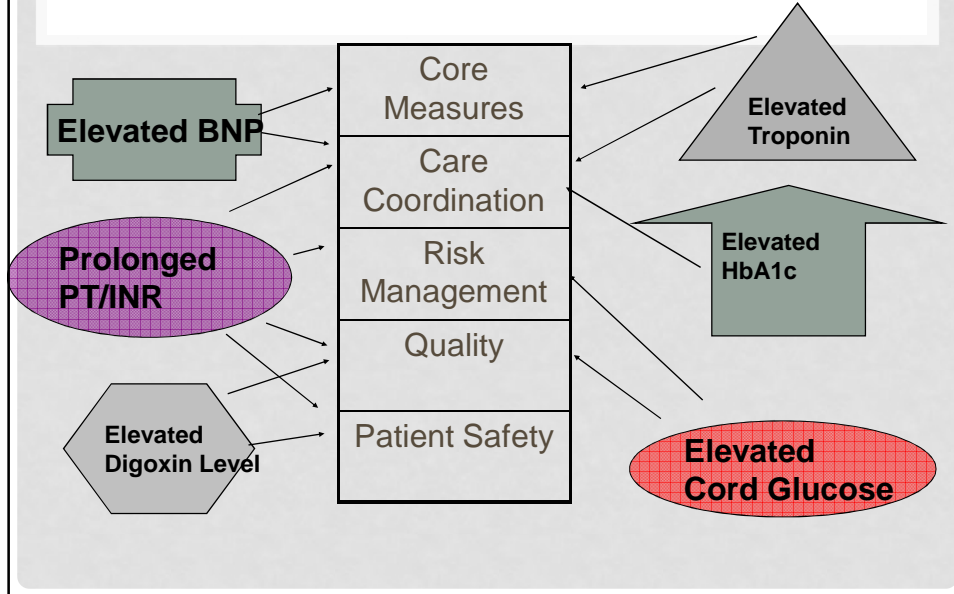 Elevated BNP
Prolonged
PT/INR
Elevated
Digoxin Level
Core
Measures
Care
Coordination
Risk
Management
Quality
Patient Safety
Elevated
Troponin
Elevated
HbA1c
Elevated
Cord Glucose